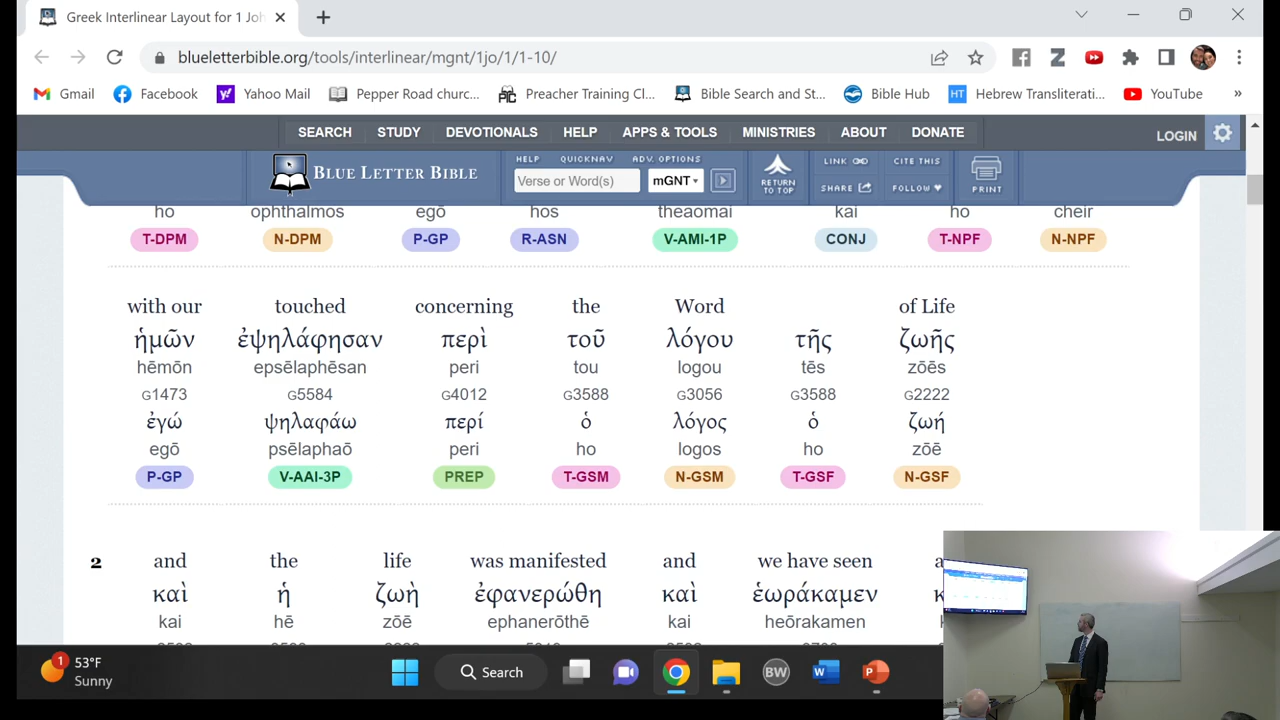 Greek Interlinear Layout for 1 Joh
blueletterbible.org/tools/interlinear/mgnt/1jo/1/1-10/
Gmail Facebook Yahoo Mail Pepper Road churc... Preacher Training Cl... Bible Search and St... Bible Hub HT Hebrew Transliterati... YouTube »
SEARCH STUDY DEVOTIONALS HELP APPS & TOOLS MINISTRIES ABOUT DONATE LOGIN
HELP QUICKNAV ADV. OPTIONS
BLUE LETTER BIBLE Verse or Word(s) mGNT
RETURN TO TOP
LINK CITE THIS
SHARE FOLLOW PRINT
ho ophthalmos egō hos theaomai kai ho cheir
T-DPM N-DPM P-GP R-ASN V-AMI-1P CONJ T-NPF N-NPF
with our touched concerning the Word of Life
ἡμῶν ἐψηλάφησαν περὶ τοῦ λόγου τῆς ζωῆς
hēmōn epsēlaphēsan peri tou logou tēs zōēs
G1473 G5584 G4012 G3588 G3056 G3588 G2222
ἐγώ ψηλαφάω περί ὁ λόγος ὁ ζωή
egō psēlaphaō peri ho logos ho zōē
P-GP V-AAI-3P PREP T-GSM N-GSM T-GSF N-GSF
2 and the life was manifested and we have seen a
καὶ ἡ ζωὴ ἐφανερώθη καὶ ἑωράκαμεν κ
kai hē zōē ephanerōthē kai heōrakamen
1 53°F
Sunny
Search
BW
W
P